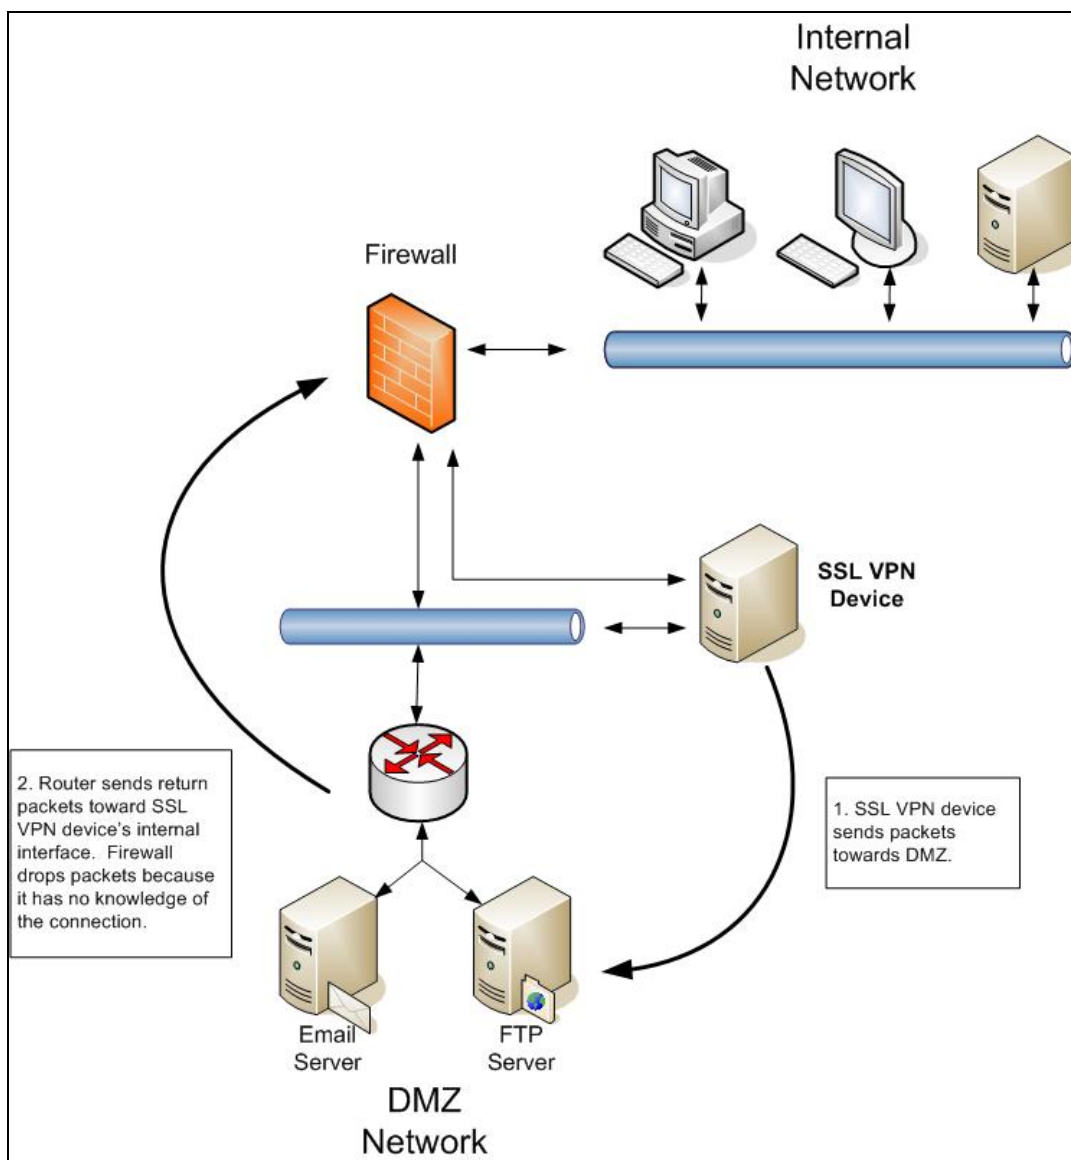 Internal
Network
Firewall
SSL VPN
Device
2. Router sends return
packets toward SSL
VPN device's internal
interface.  Firewall
drops packets because
it has no knowledge of
the connection.
1. SSL VPN device
sends packets
towards DMZ.
Email
Server
FTP
Server
DMZ
Network